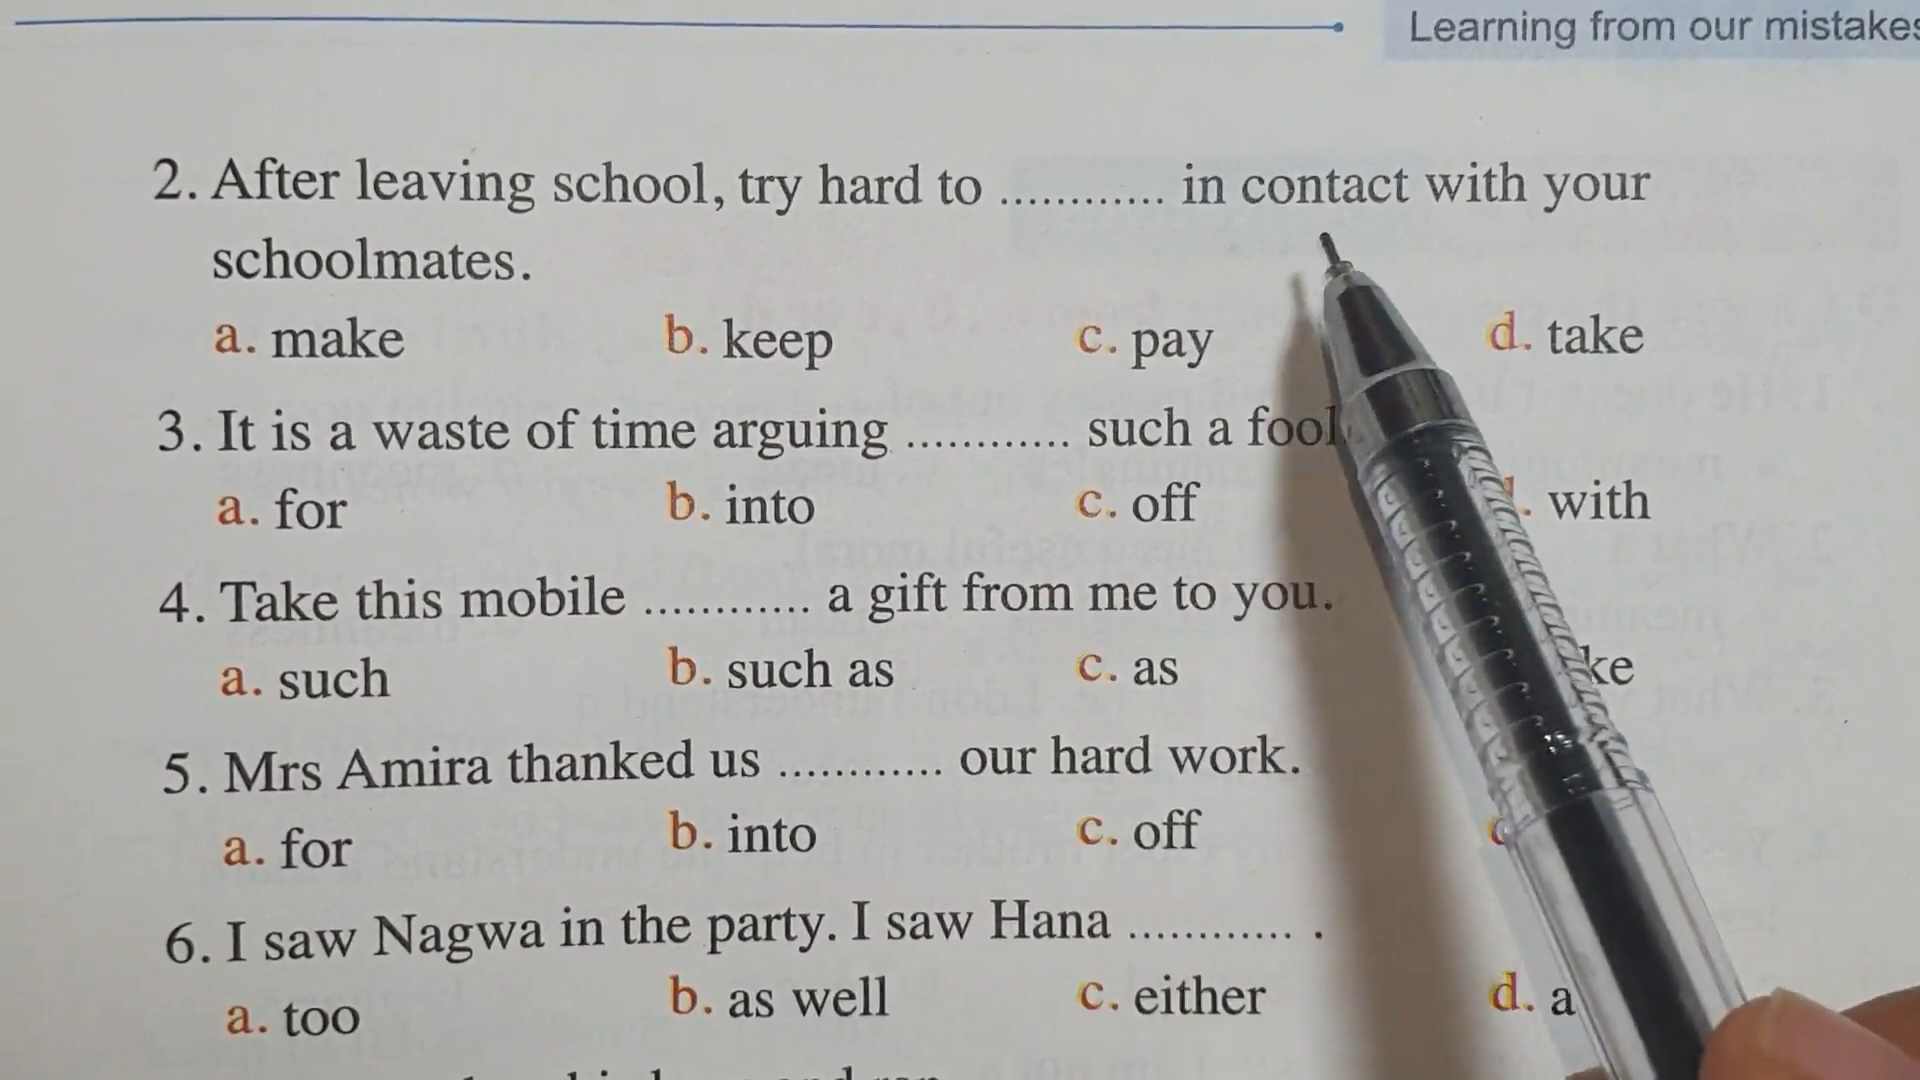 Learning from our mistakes
2. After leaving school, try hard to ............ in contact with your
schoolmates.
a. make b. keep c. pay d. take
3. It is a waste of time arguing ............ such a fool.
a. for b. into c. off d. with
4. Take this mobile ............ a gift from me to you.
a. such b. such as c. as
5. Mrs Amira thanked us ............ our hard work.
a. for b. into c. off
6. I saw Nagwa in the party. I saw Hana ............ .
a. too b. as well c. either d. a